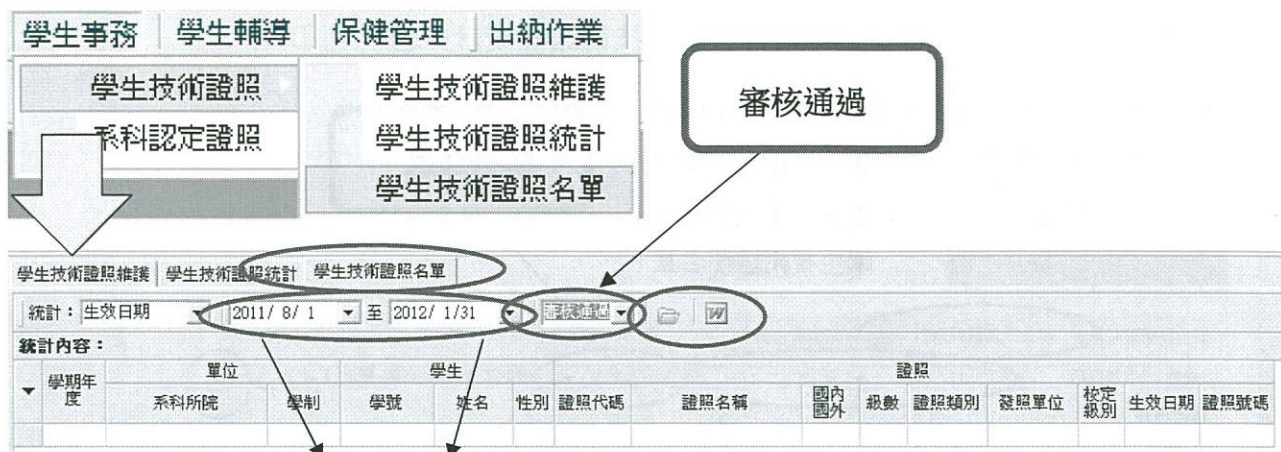 學生事務 學生輔導 保健管理 出納作業
學生技術證照 學生技術證照維護
系科認定證照 學生技術證照統計
學生技術證照名單
審核通過
學生技術證照維護 學生技術證照統計 學生技術證照名單
統計：生效日期 2011/ 8/ 1 至 2012/ 1/31 審核通過 W
統計內容：
單位 學生 證照
學期年度 系科所院 學制 學號 姓名 性別 證照代碼 證照名稱 國內國外 級數 證照類別 發照單位 校定級別 生效日期 證照號碼